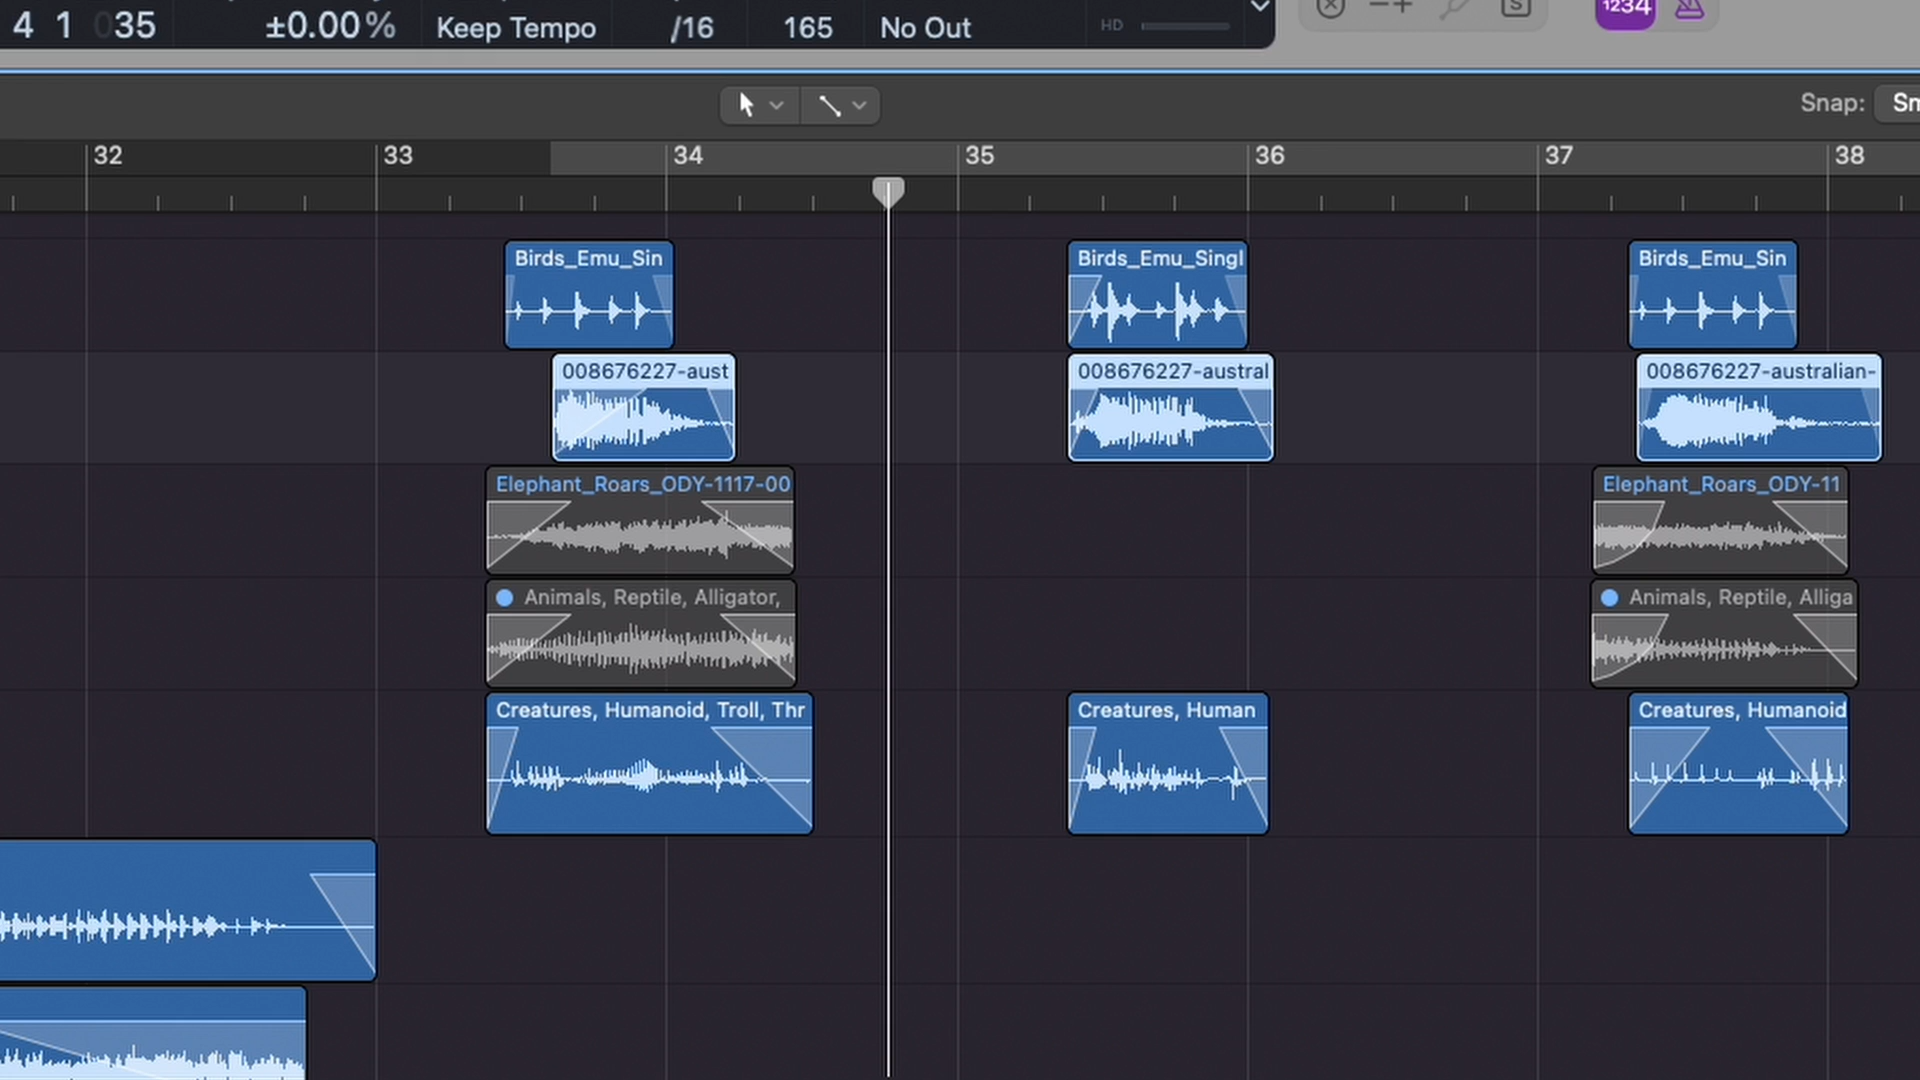 4 1 035 ±0.00% Keep Tempo /16 165 No Out HD 1234
S
Snap: Sm
32 33 34 35 36 37 38
Birds_Emu_Sin Birds_Emu_Singl Birds_Emu_Sin
008676227-aust 008676227-austral 008676227-australian-
Elephant_Roars_ODY-1117-00 Elephant_Roars_ODY-11
Animals, Reptile, Alligator, Animals, Reptile, Alliga
Creatures, Humanoid, Troll, Thr Creatures, Human Creatures, Humanoid